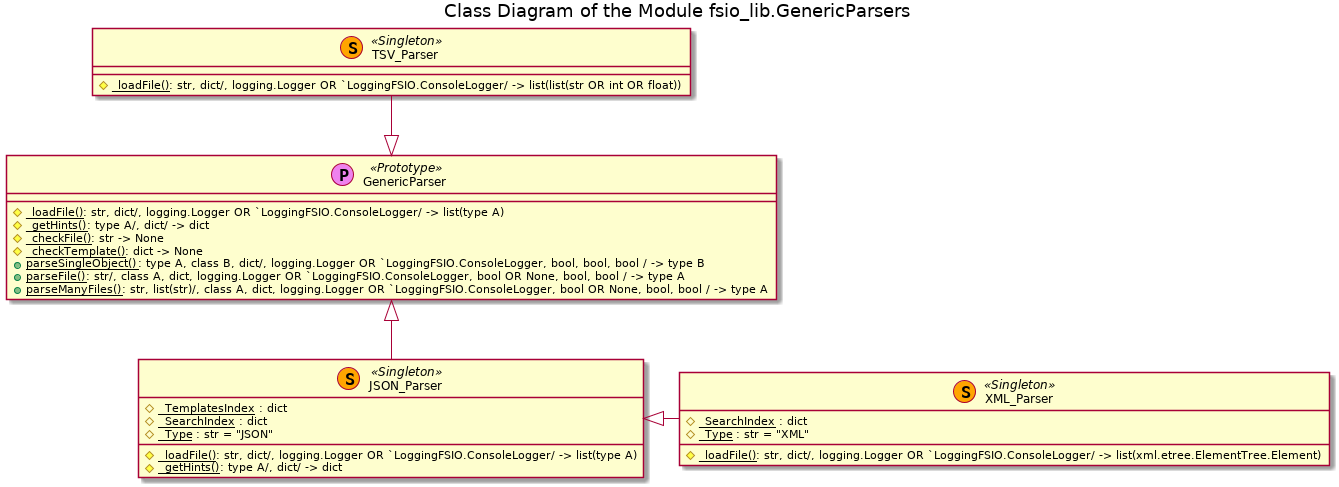 Class Diagram of the Module fsio_lib.GenericParsers
S
«Singleton»
TSV_Parser
_loadFile(): str, dict/, logging.Logger OR `LoggingFSIO.ConsoleLogger/ -> list(list(str OR int OR float))
P
«Prototype»
GenericParser
_loadFile(): str, dict/, logging.Logger OR `LoggingFSIO.ConsoleLogger/ -> list(type A)
_getHints(): type A/, dict/ -> dict
_checkFile(): str -> None
_checkTemplate(): dict -> None
parseSingleObject(): type A, class B, dict/, logging.Logger OR `LoggingFSIO.ConsoleLogger, bool, bool, bool / -> type B
parseFile(): str/, class A, dict, logging.Logger OR `LoggingFSIO.ConsoleLogger, bool OR None, bool, bool / -> type A
parseManyFiles(): str, list(str)/, class A, dict, logging.Logger OR `LoggingFSIO.ConsoleLogger, bool OR None, bool, bool / -> type A
S
«Singleton»
JSON_Parser
_TemplatesIndex : dict
_SearchIndex : dict
_Type : str = "JSON"
_loadFile(): str, dict/, logging.Logger OR `LoggingFSIO.ConsoleLogger/ -> list(type A)
_getHints(): type A/, dict/ -> dict
S
«Singleton»
XML_Parser
_SearchIndex : dict
_Type : str = "XML"
_loadFile(): str, dict/, logging.Logger OR `LoggingFSIO.ConsoleLogger/ -> list(xml.etree.ElementTree.Element)